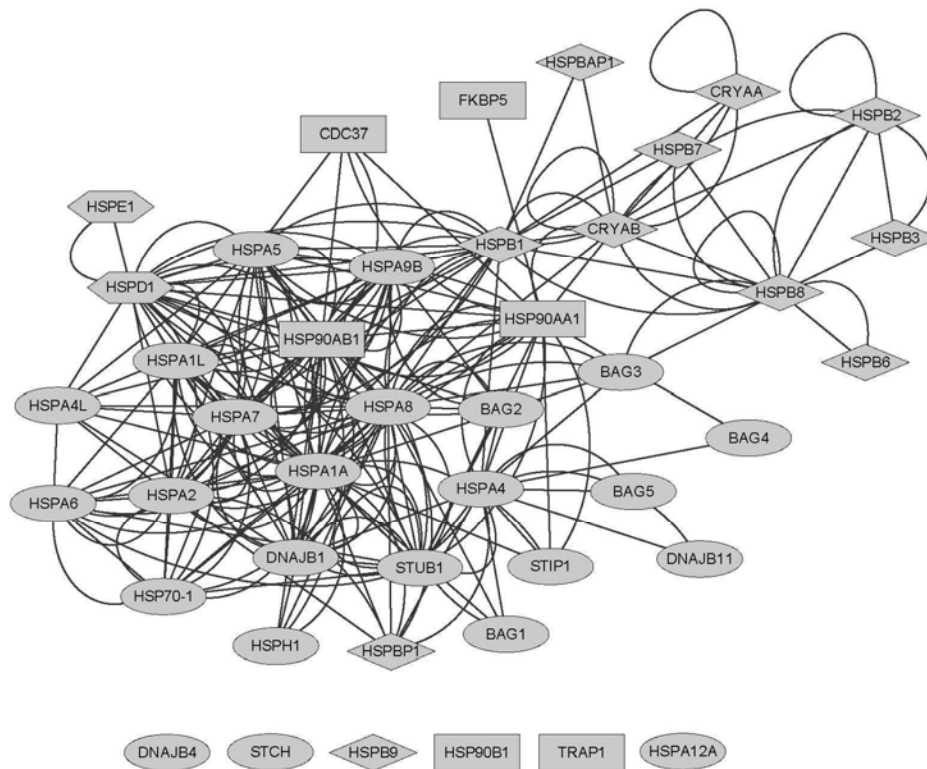 HSPBAP1
CRYAA
FKBP5
HSPB2
CDC37
HSPB7
HSPE1
CRYAB
HSPB3
HSPA5
HSPB1
HSPA9B
HSPD1
HSPB8
HSP90AA1
HSP90AB1
HSPA1L
HSPB6
BAG3
HSPA4L
HSPA7
HSPA8
BAG2
BAG4
HSPA1A
HSPA6
HSPA2
HSPA4
BAG5
DNAJB1
STUB1
STIP1
DNAJB11
HSP70-1
HSPH1
HSPBP1
BAG1
DNAJB4
STCH
HSPB9
HSP90B1
TRAP1
HSPA12A